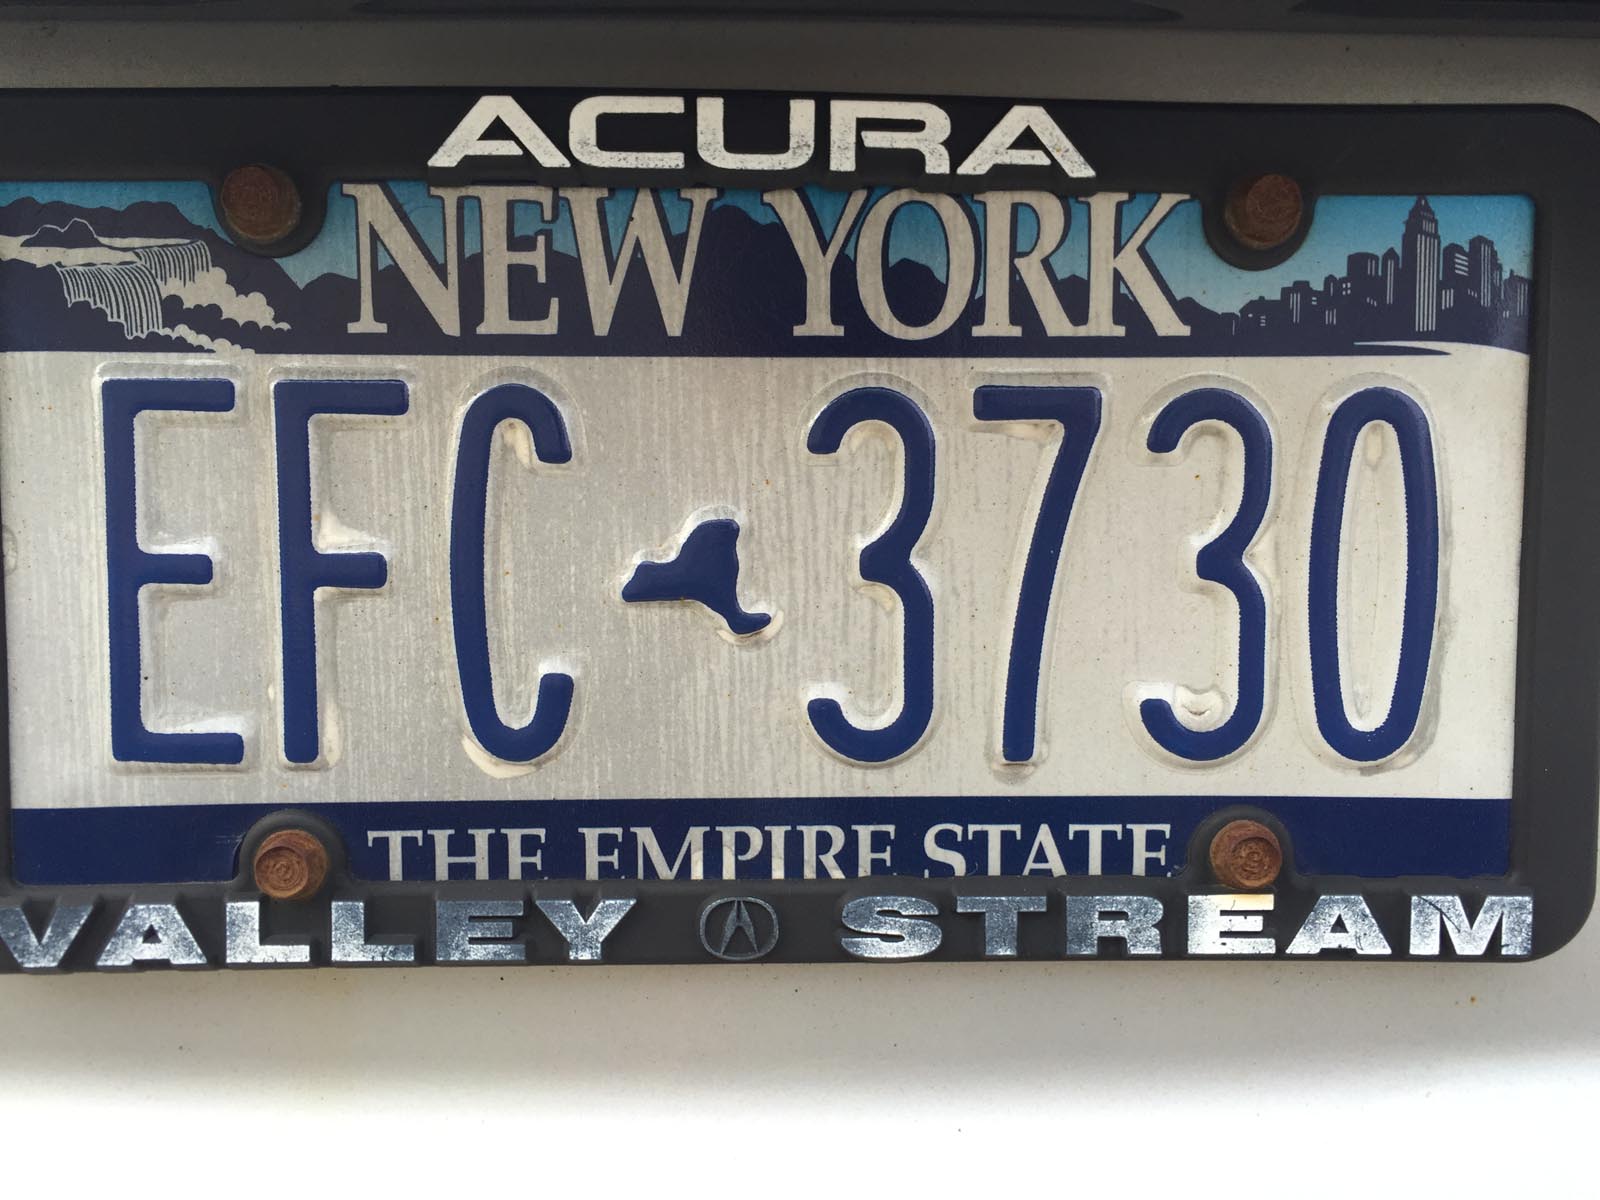 ACURA
NEW YORK
EFC 3730
THE EMPIRE STATE
VALLEY STREAM